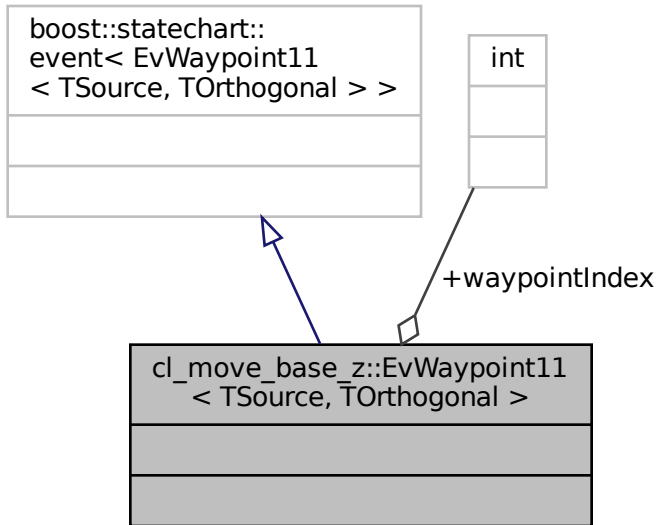 boost::statechart::
event< EvWaypoint11
< TSource, TOrthogonal > >
int
+waypointIndex
cl_move_base_z::EvWaypoint11
< TSource, TOrthogonal >